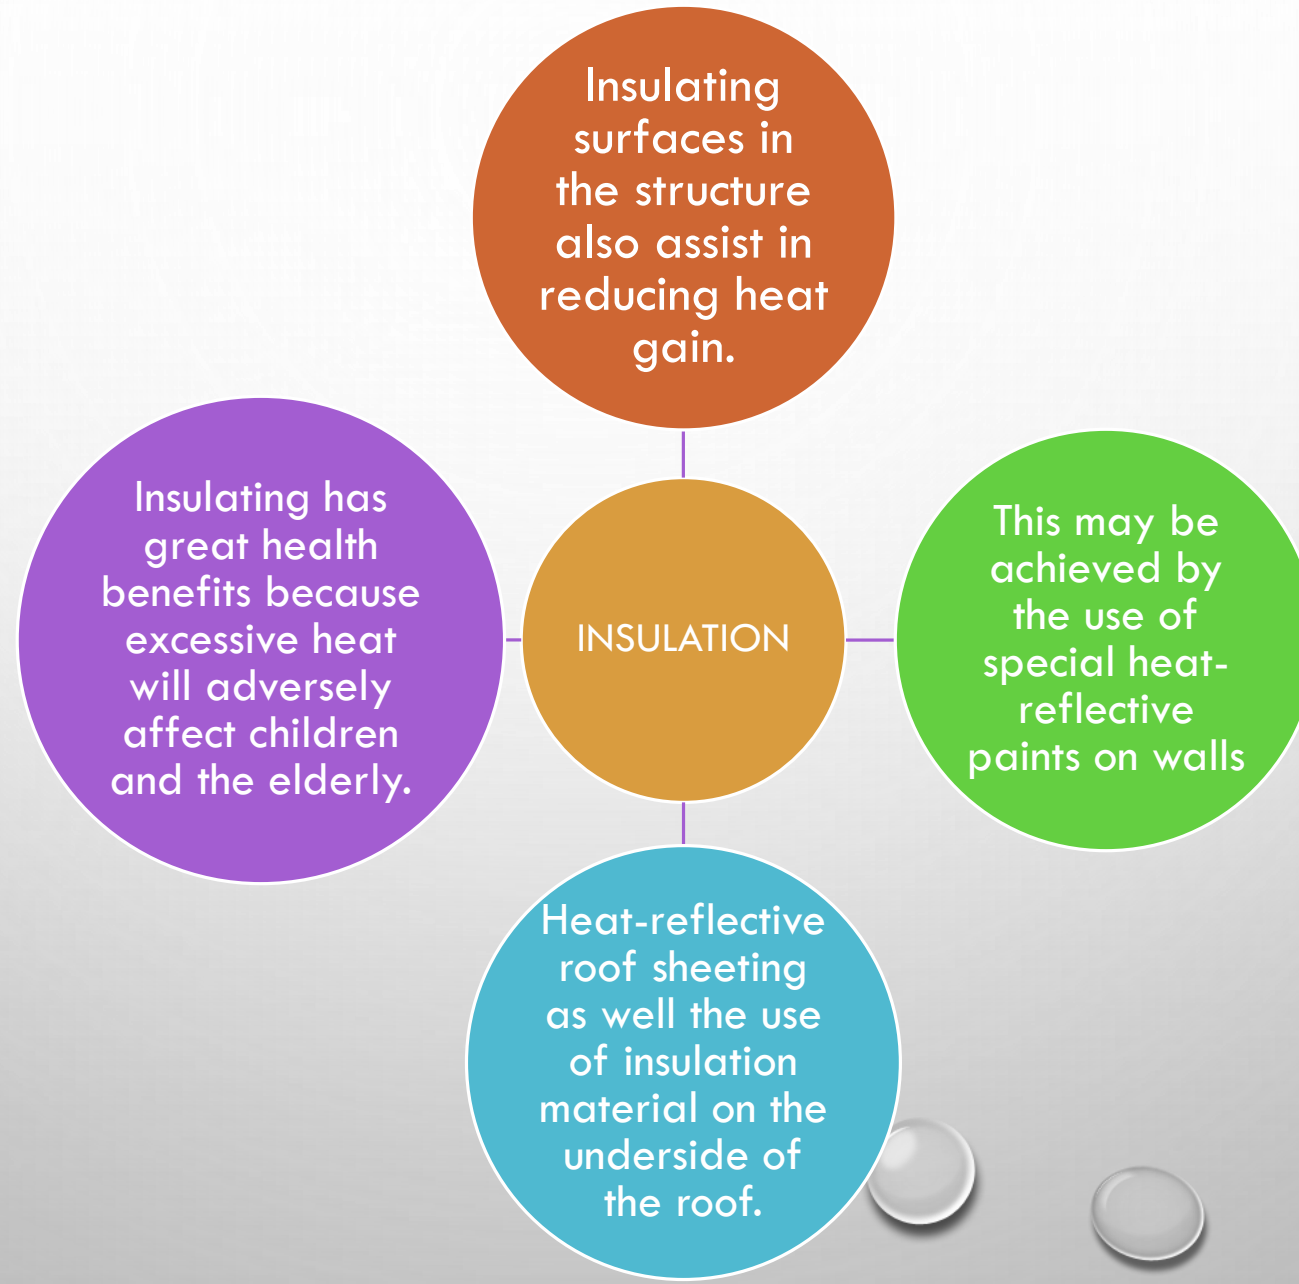 Insulating
surfaces in
the structure
also assist in
reducing heat
gain.
Insulating has
great health
benefits because
excessive heat
will adversely
affect children
and the elderly.
INSULATION
This may be
achieved by
the use of
special heat-
reflective
paints on walls
Heat-reflective
roof sheeting
as well the use
of insulation
material on the
underside of
the roof.